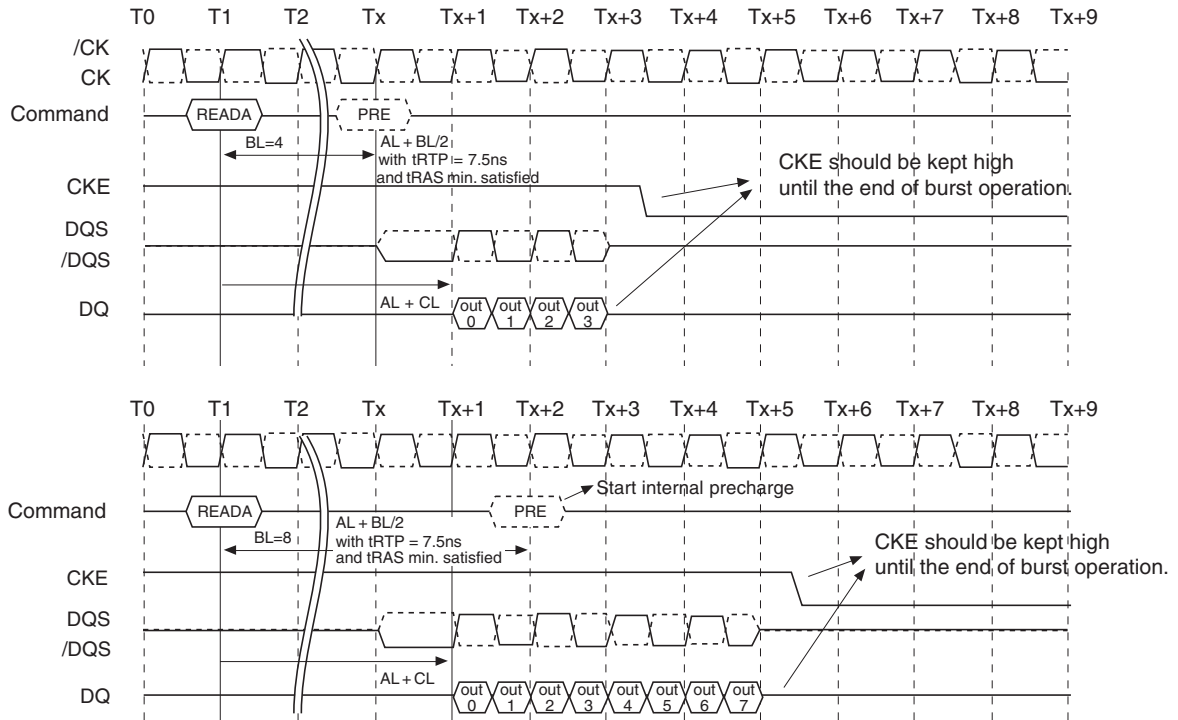 T0 T1 T2 Tx Tx+1 Tx+2 Tx+3 Tx+4 Tx+5 Tx+6 Tx+7 Tx+8 Tx+9
/CK
CK
Command READA PRE
BL=4 AL + BL/2
with tRTP = 7.5ns
and tRAS min. satisfied
CKE should be kept high
until the end of burst operation.
CKE
DQS
/DQS
AL + CL
DQ out 0 out 1 out 2 out 3
T0 T1 T2 Tx Tx+1 Tx+2 Tx+3 Tx+4 Tx+5 Tx+6 Tx+7 Tx+8 Tx+9
Start internal precharge
Command READA PRE
BL=8 AL + BL/2
with tRTP = 7.5ns
and tRAS min. satisfied
CKE should be kept high
until the end of burst operation.
CKE
DQS
/DQS
AL + CL
DQ out 0 out 1 out 2 out 3 out 4 out 5 out 6 out 7